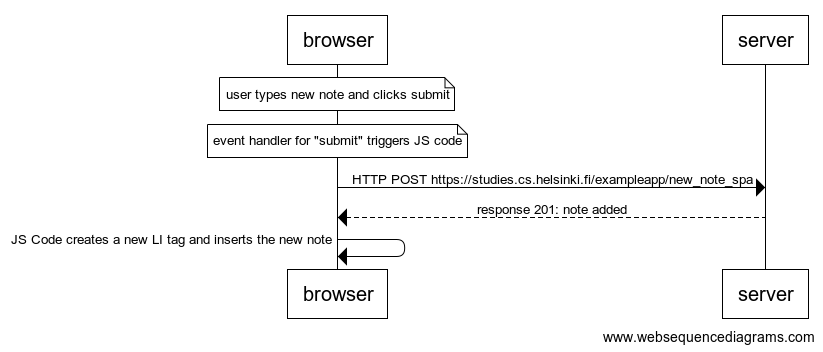 browser
server
user types new note and clicks submit
event handler for "submit" triggers JS code
HTTP POST https://studies.cs.helsinki.fi/exampleapp/new_note_spa
response 201: note added
JS Code creates a new LI tag and inserts the new note
browser
server
www.websequencediagrams.com